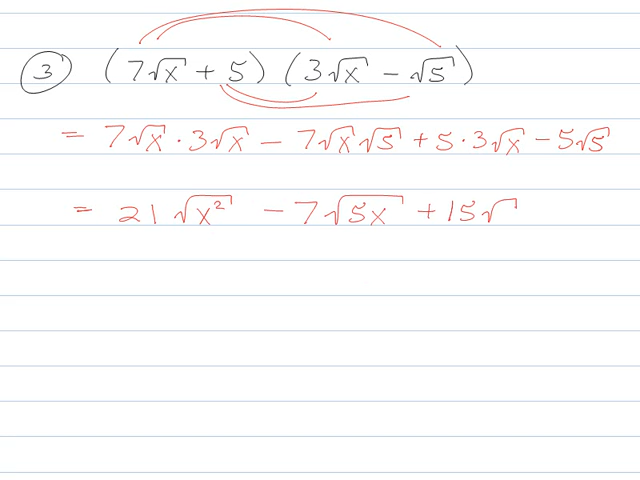 ③ (7√x + 5) (3√x - √5)
= 7√x · 3√x - 7√x√5 + 5 · 3√x - 5√5
= 21√x² - 7√5x + 15√